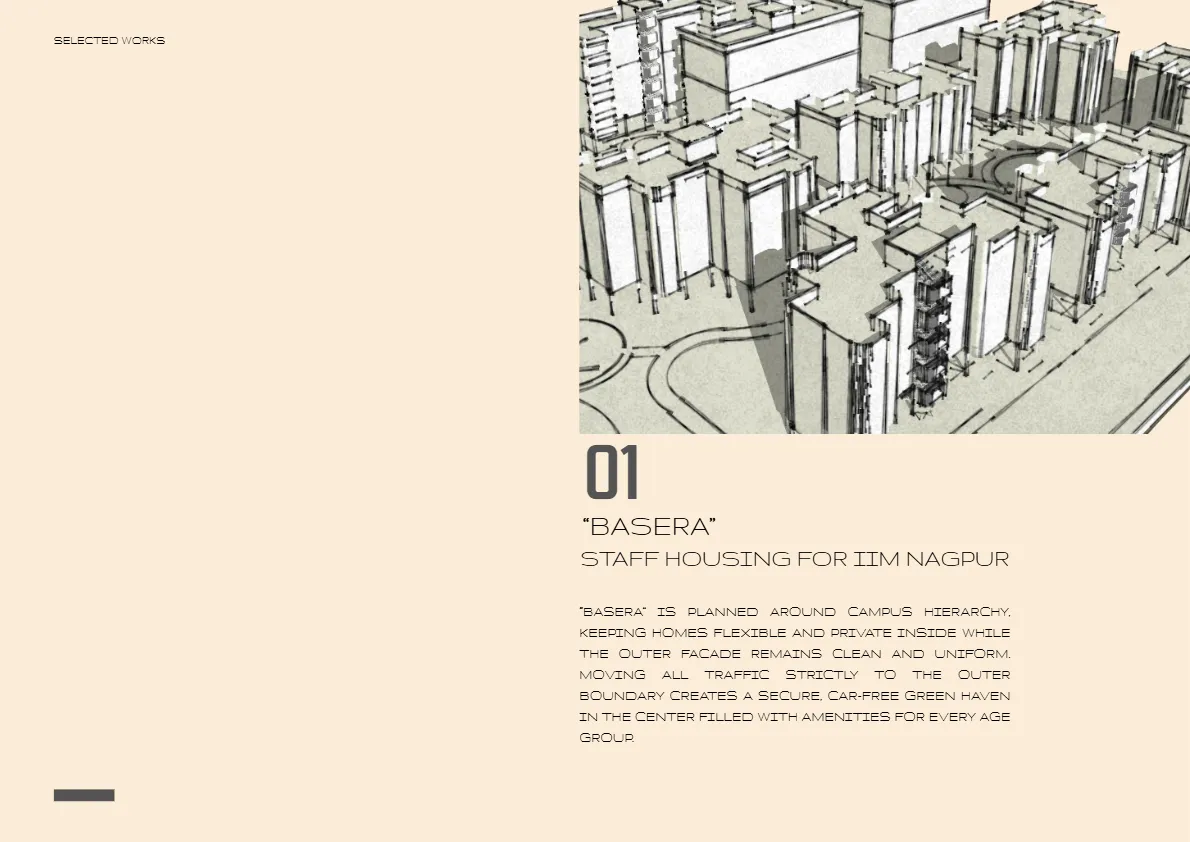 SELECTED WORKS
01
“BASERA”
STAFF HOUSING FOR IIM NAGPUR
"BASERA" IS PLANNED AROUND CAMPUS HIERARCHY,
KEEPING HOMES FLEXIBLE AND PRIVATE INSIDE WHILE
THE OUTER FACADE REMAINS CLEAN AND UNIFORM.
MOVING ALL TRAFFIC STRICTLY TO THE OUTER
BOUNDARY CREATES A SECURE, CAR-FREE GREEN HAVEN
IN THE CENTER FILLED WITH AMENITIES FOR EVERY AGE
GROUP.